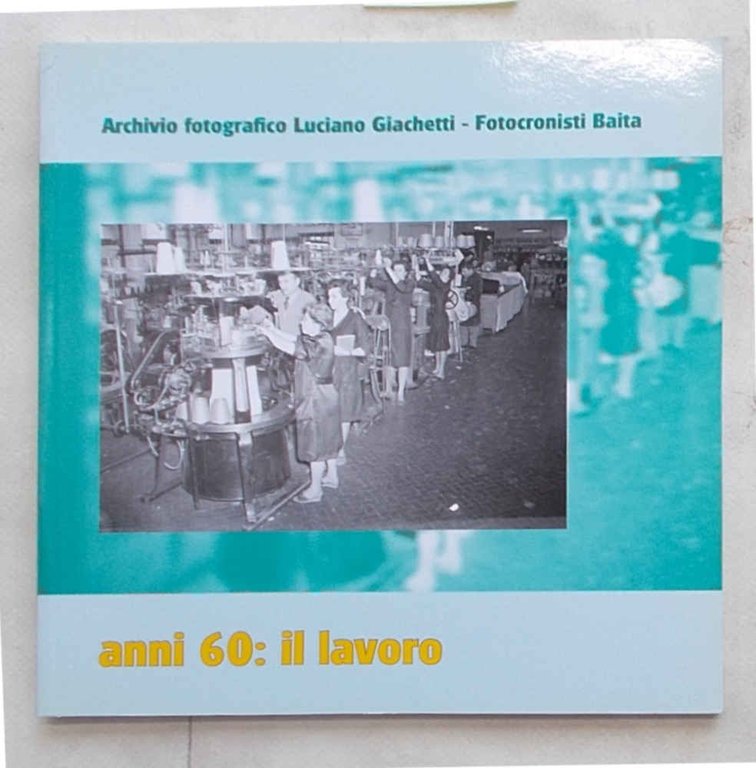 Archivio fotografico Luciano Giachetti - Fotocronisti Baita
anni 60: il lavoro